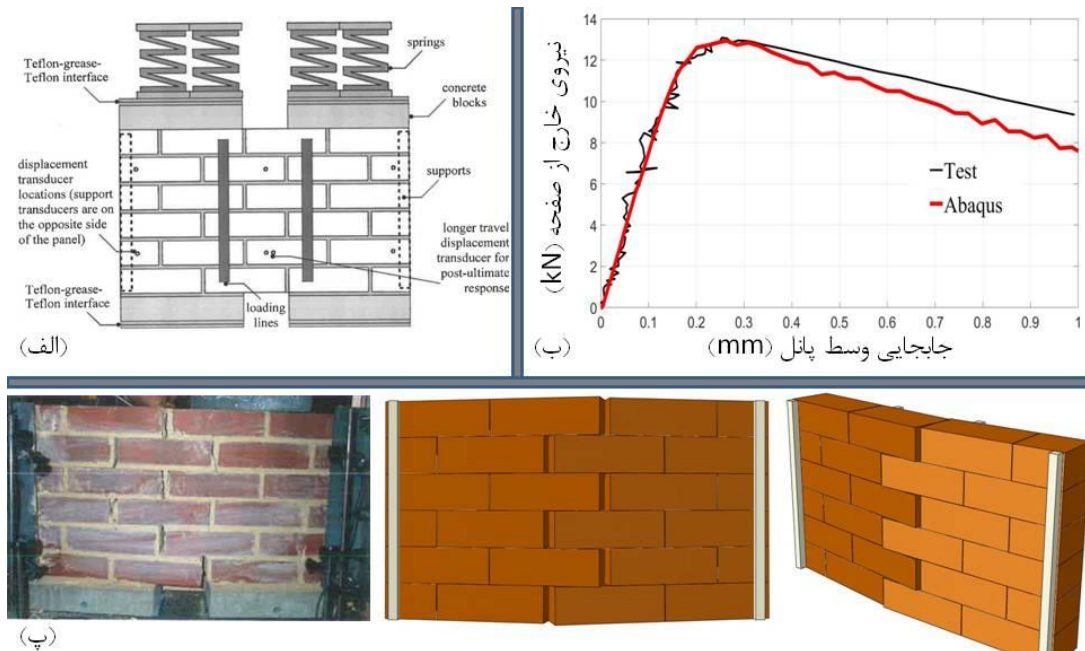 Teflon-grease-
Teflon interface
springs
concrete
blocks
displacement
transducer
locations (support
transducers are on
the opposite side
of the panel)
supports
longer travel
displacement
transducer for
post-ultimate
response
Teflon-grease-
Teflon interface
loading
lines
(الف)
نیروی خارج از صفحه (kN)
14
12
10
8
6
4
2
0
Test
Abaqus
0 0.1 0.2 0.3 0.4 0.5 0.6 0.7 0.8 0.9 1
جابجایی وسط پانل (mm)
(ب)
(پ)